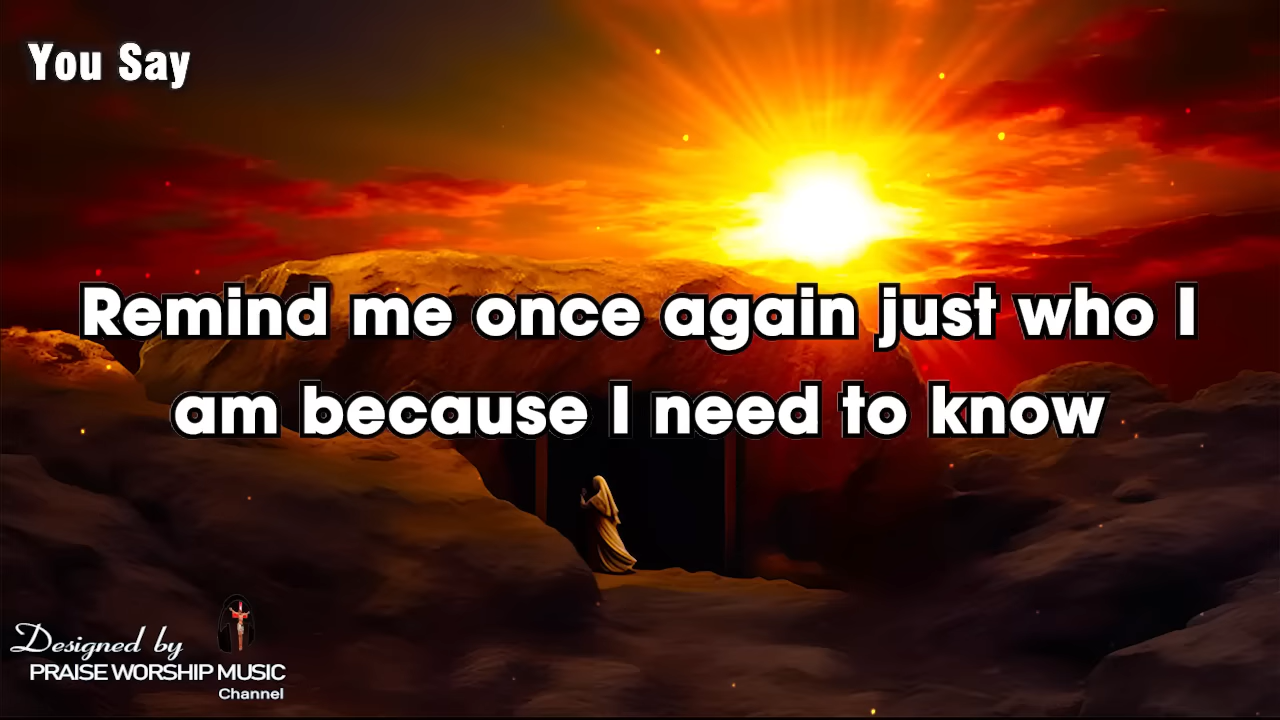 You Say
Remind me once again just who I
am because I need to know
Designed by
PRAISE WORSHIP MUSIC
Channel